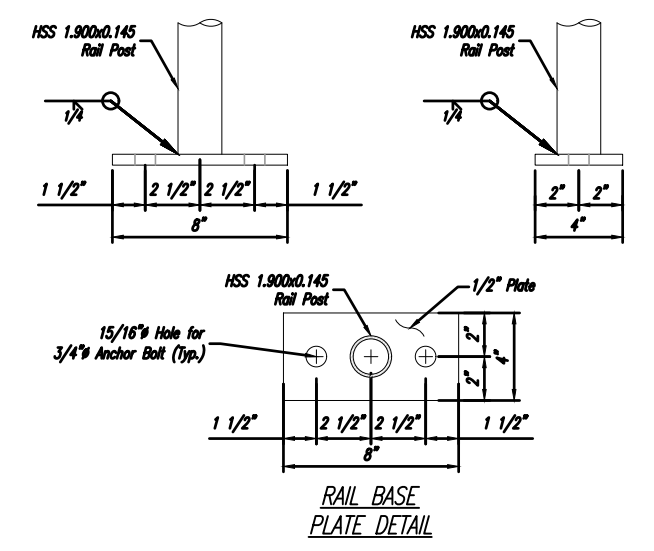 HSS 1.900x0.145
Rail Post
1/4
1 1/2" 2 1/2" 2 1/2" 1 1/2"
8"
HSS 1.900x0.145
Rail Post
1/4
2" 2"
4"
HSS 1.900x0.145
Rail Post
1/2" Plate
15/16"ø Hole for
3/4"ø Anchor Bolt (Typ.)
2"
4"
2"
1 1/2" 2 1/2" 2 1/2" 1 1/2"
8"
RAIL BASE
PLATE DETAIL